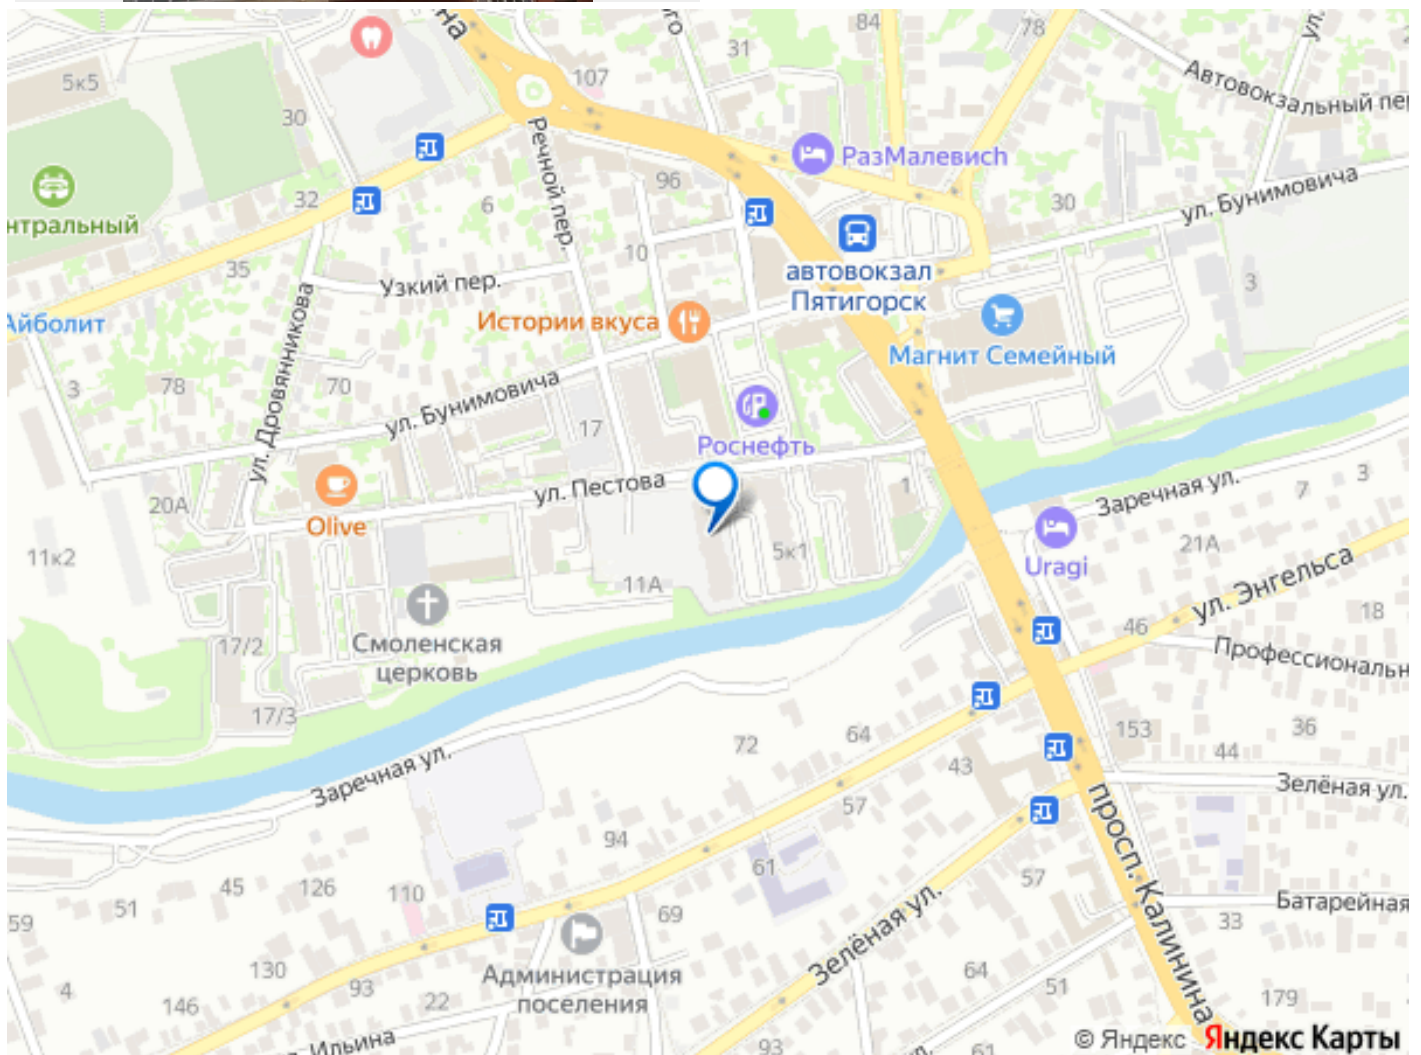 на
го
84
78
ул.
31
5к5
107
Автовокзальный пер
30
Речной пер.
РазМалевич
96
30
ул. Бунимовича
нтральный
32
6
10
автовокзал
Пятигорск
3
35
Узкий пер.
Айболит
Истории вкуса
Магнит Семейный
3
78
ул. Дровянникова
70
ул. Бунимовича
17
Роснефть
20А
Olive
ул. Пестова
1
Заречная ул.
7
3
11к2
11А
5к1
Uragi
21А
ул. Энгельса
18
Смоленская
церковь
17/2
46
Профессиональн
17/3
72
64
43
153
36
44
Заречная ул.
57
Зелёная ул.
94
61
просп. Калинина
45
126
110
51
59
69
57
Зелёная ул.
33
Батарейная
Администрация
поселения
130
93
22
4
146
64
51
179
Ильина
93
61
ул.
© Яндекс Яндекс Карты